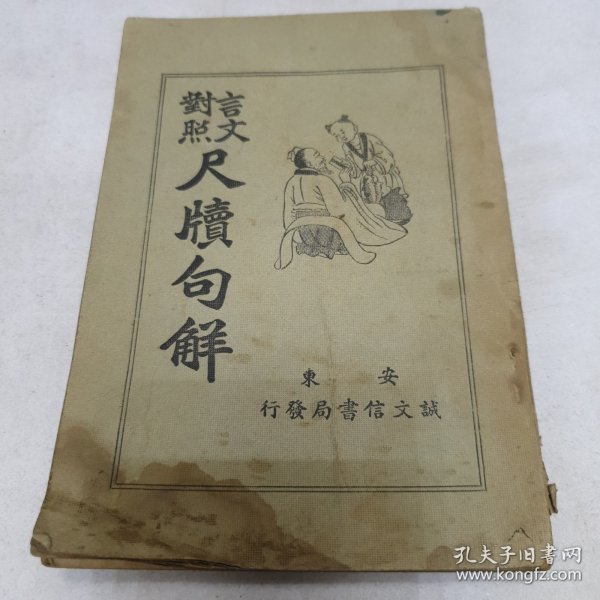 言文對照
尺牘句解
安東
誠文信書局發行
孔夫子旧书网
www.kongfz.com